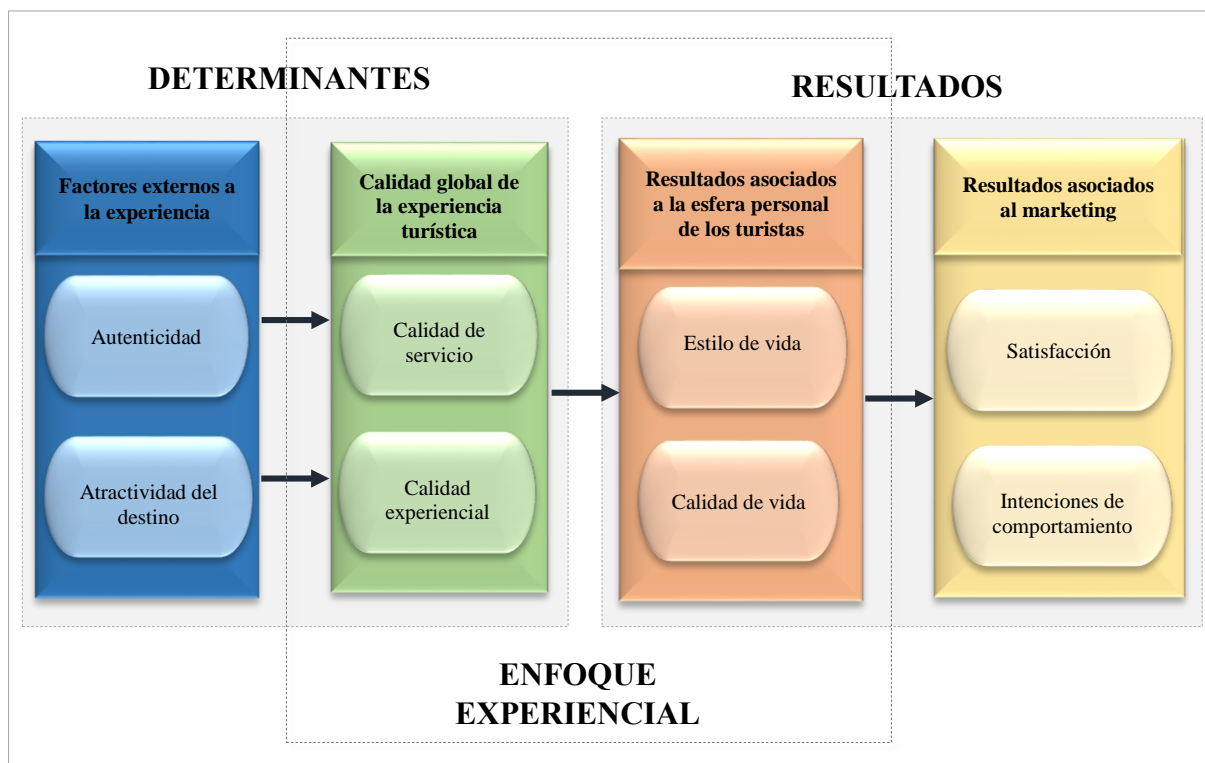 DETERMINANTES
RESULTADOS
Factores externos a
la experiencia
Autenticidad
Atractividad del
destino
Calidad global de
la experiencia
turística
Calidad de
servicio
Calidad
experiencial
Resultados asociados
a la esfera personal
de los turistas
Estilo de vida
Calidad de vida
Resultados asociados
al marketing
Satisfacción
Intenciones de
comportamiento
ENFOQUE
EXPERIENCIAL